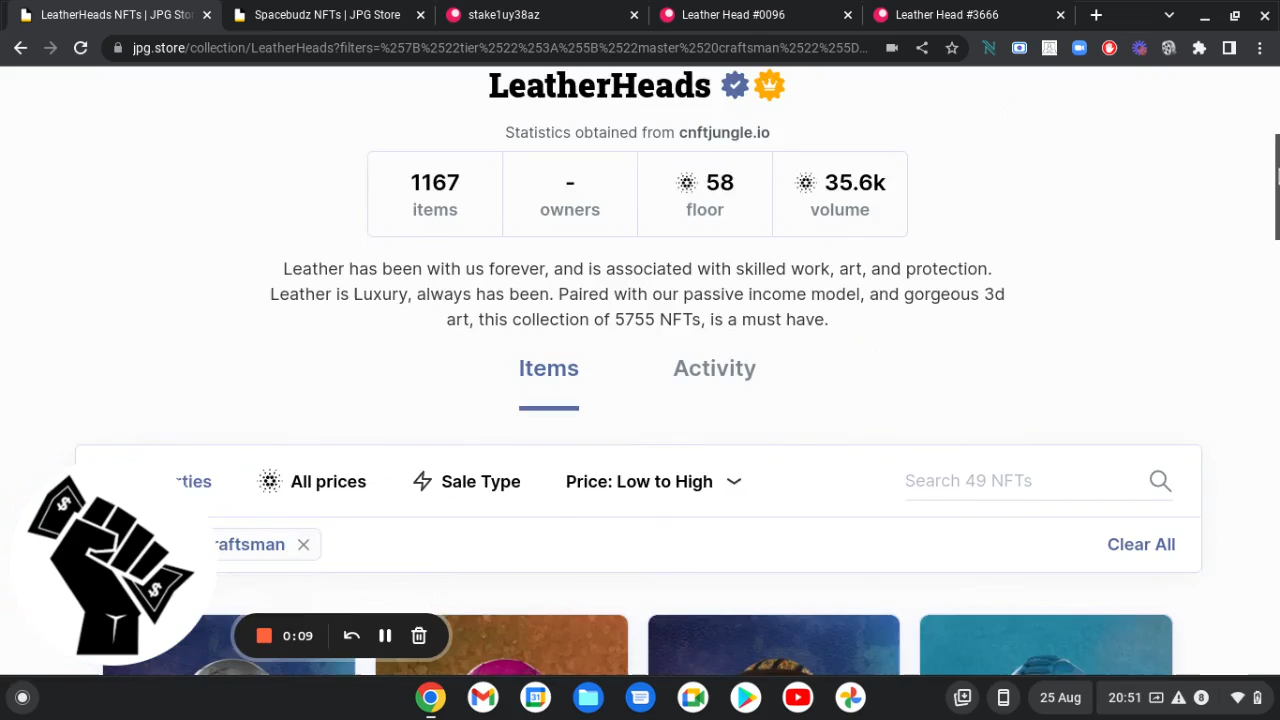 LeatherHeads NFTs | JPG Sto
Spacebudz NFTs | JPG Store
stake1uy38az
Leather Head #0096
Leather Head #3666
jpg.store/collection/LeatherHeads?filters=%257B%2522tier%2522%253A%255B%2522master%2520craftsman%2522%255D…
LeatherHeads
Statistics obtained from cnftjungle.io
1167 - 58 35.6k
items owners floor volume
Leather has been with us forever, and is associated with skilled work, art, and protection.
Leather is Luxury, always has been. Paired with our passive income model, and gorgeous 3d
art, this collection of 5755 NFTs, is a must have.
Items Activity
rties All prices Sale Type Price: Low to High Search 49 NFTs
raftsman Clear All
$
$
0:09
31
25 Aug 20:51 8